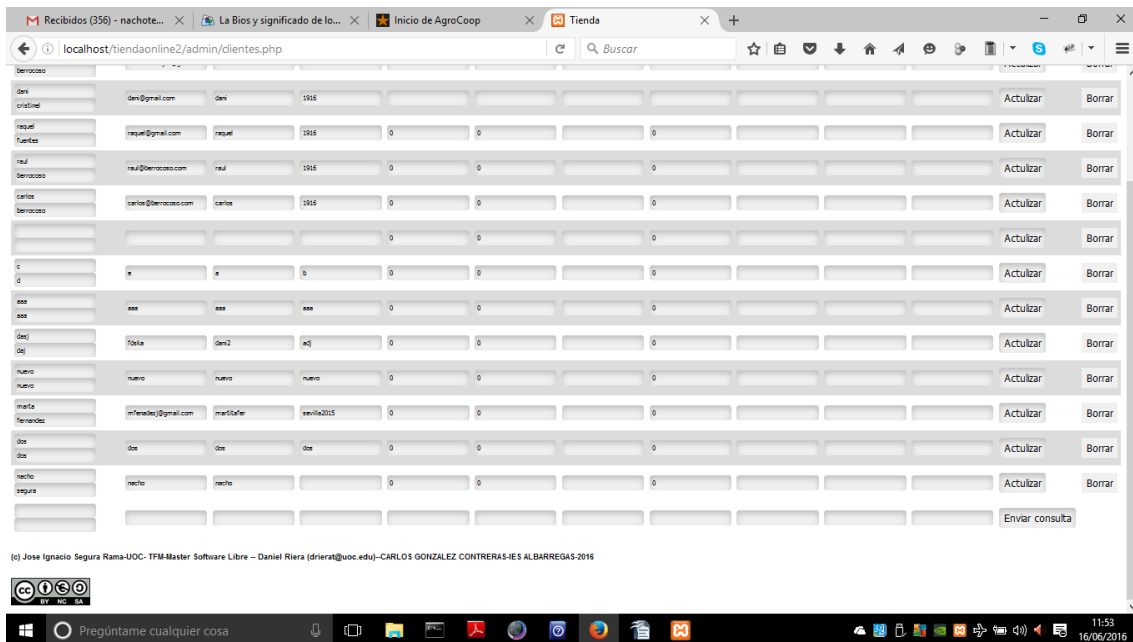 Recibidos (356) - nachote... La Bios y significado de lo... Inicio de AgroCoop Tienda
localhost/tiendaonline2/admin/clientes.php Buscar
berrocoso
dani
cristinel
dani@gmail.com dani 1916 Actulizar Borrar
raquel
fuentes
raquel@gmail.com raquel 1916 0 0 0 Actulizar Borrar
raul
berrocoso
raul@berrocoso.com raul 1916 0 0 0 Actulizar Borrar
carlos
berrocoso
carlos@berrocoso.com carlos 1916 0 0 0 Actulizar Borrar
0 0 0 Actulizar Borrar
c
d
e a b 0 0 0 Actulizar Borrar
aaa
aaa
aaa aaa aaa 0 0 0 Actulizar Borrar
dasj
daj
fdska dani2 adj 0 0 0 Actulizar Borrar
nuevo
nuevo
nuevo nuevo nuevo 0 0 0 Actulizar Borrar
marta
fernandez
mfenadezj@gmail.com martitafer sevilla2015 0 0 0 Actulizar Borrar
dos
dos
dos dos dos 0 0 0 Actulizar Borrar
nacho
segura
nacho nacho 0 0 0 Actulizar Borrar
Enviar consulta
(c) Jose Ignacio Segura Rama-UOC- TFM-Master Software Libre -- Daniel Riera (drierat@uoc.edu)--CARLOS GONZALEZ CONTRERAS-IES ALBARREGAS-2016
cc BY NC SA
Pregúntame cualquier cosa
11:53
16/06/2016